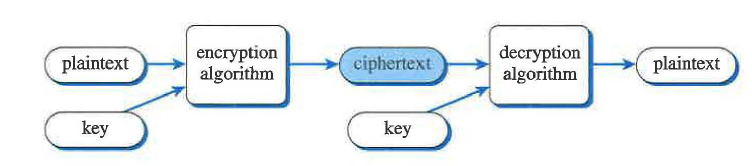 plaintext
encryption
algorithm
ciphertext
decryption
algorithm
plaintext
key
key